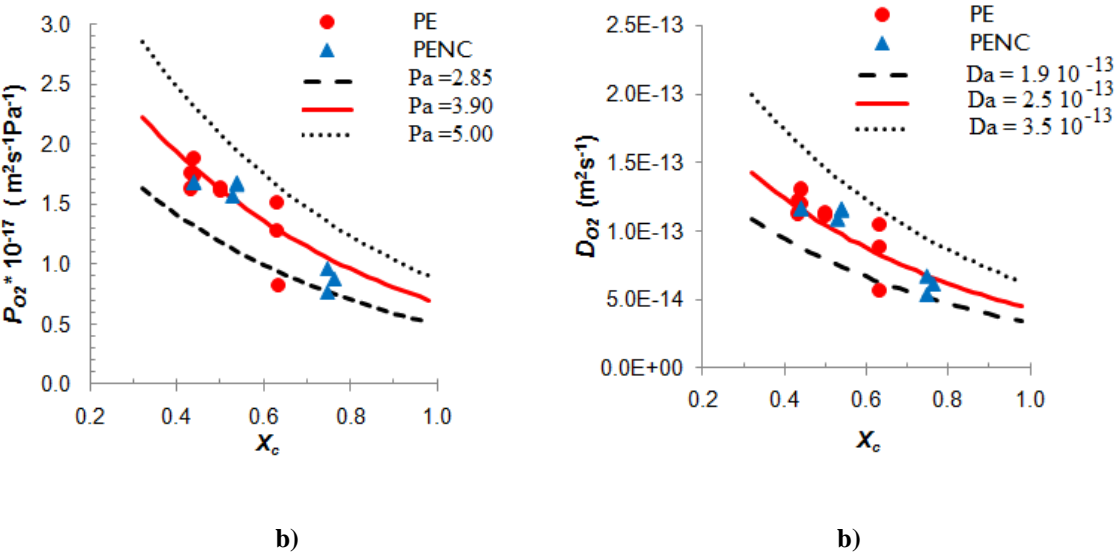 PE
PENC
Pa =2.85
Pa =3.90
Pa =5.00
3.0
2.5
2.0
1.5
1.0
0.5
0.0
0.2
0.4
0.6
0.8
1.0
P_O2 * 10^-17 ( m²s⁻¹Pa⁻¹)
X_c
b)
PE
PENC
Da = 1.9 10^-13
Da = 2.5 10^-13
Da = 3.5 10^-13
2.5E-13
2.0E-13
1.5E-13
1.0E-13
5.0E-14
0.0E+00
0.2
0.4
0.6
0.8
1.0
D_O2 (m²s⁻¹)
X_c
b)